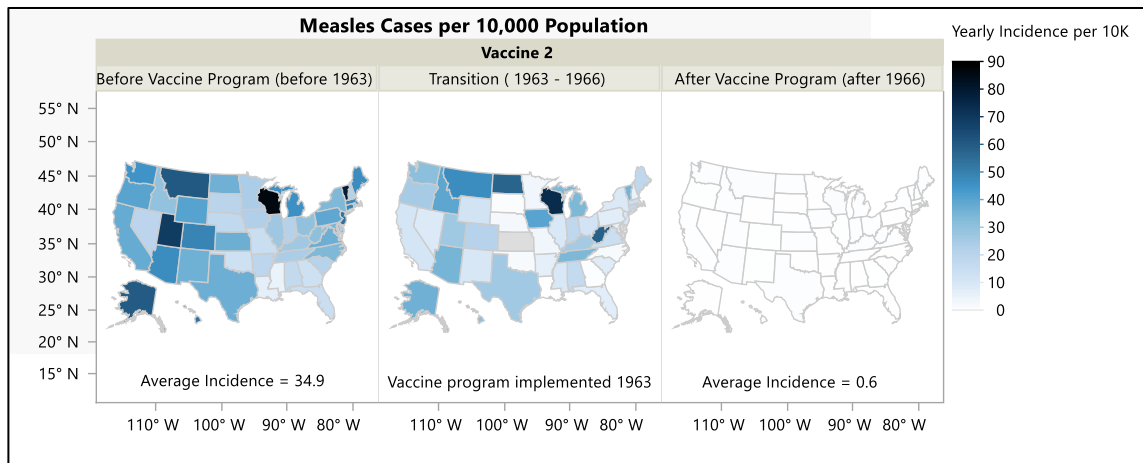 Measles Cases per 10,000 Population
Yearly Incidence per 10K
Vaccine 2
Before Vaccine Program (before 1963)
Transition ( 1963 - 1966)
After Vaccine Program (after 1966)
90
80
70
60
50
40
30
20
10
0
55° N
50° N
45° N
40° N
35° N
30° N
25° N
20° N
15° N
Average Incidence = 34.9
Vaccine program implemented 1963
Average Incidence = 0.6
110° W 100° W 90° W 80° W
110° W 100° W 90° W 80° W
110° W 100° W 90° W 80° W